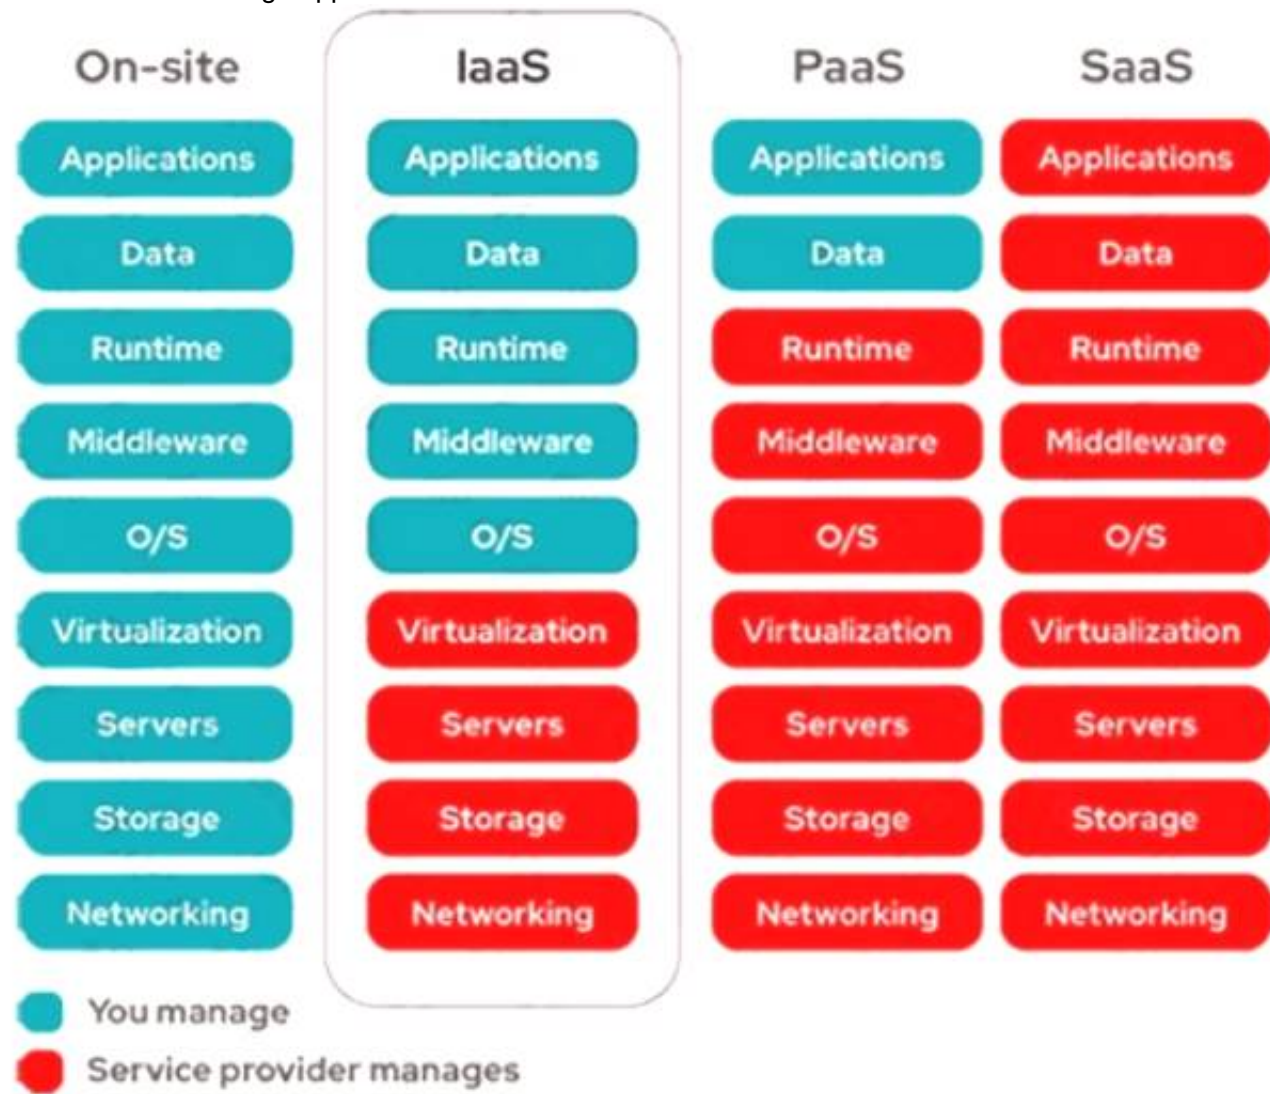 On-site IaaS PaaS SaaS
Applications Applications Applications Applications
Data Data Data Data
Runtime Runtime Runtime Runtime
Middleware Middleware Middleware Middleware
O/S O/S O/S O/S
Virtualization Virtualization Virtualization Virtualization
Servers Servers Servers Servers
Storage Storage Storage Storage
Networking Networking Networking Networking
You manage
Service provider manages